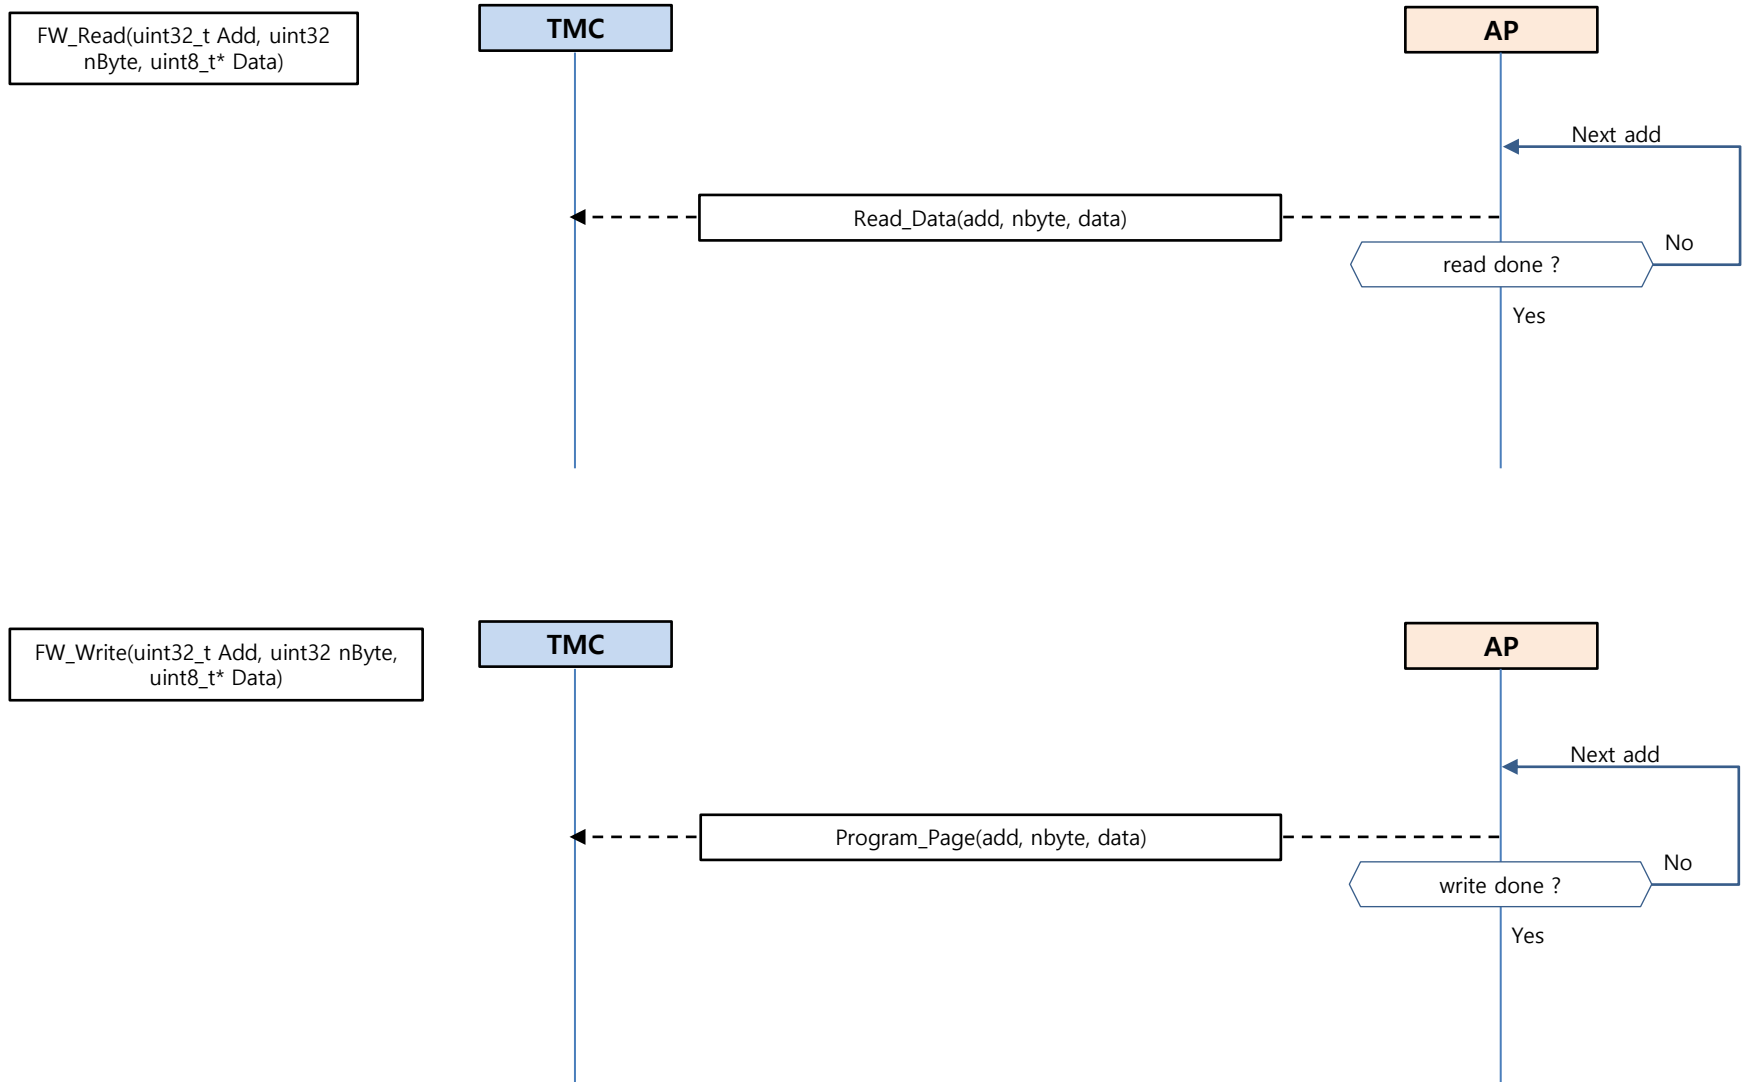 FW_Read(uint32_t Add, uint32
nByte, uint8_t* Data)
TMC
AP
Next add
Read_Data(add, nbyte, data)
No
read done ?
Yes
FW_Write(uint32_t Add, uint32 nByte,
uint8_t* Data)
TMC
AP
Next add
Program_Page(add, nbyte, data)
No
write done ?
Yes